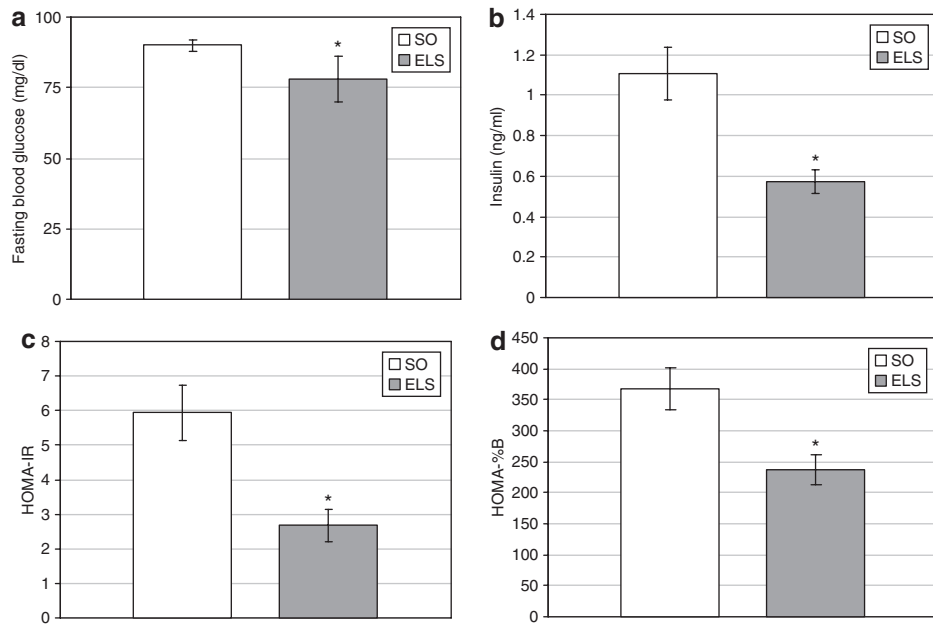 a
100
75
50
25
0
Fasting blood glucose (mg/dl)
*
SO
ELS
b
1.4
1.2
1
0.8
0.6
0.4
0.2
0
Insulin (ng/ml)
*
SO
ELS
c
8
7
6
5
4
3
2
1
0
HOMA-IR
*
SO
ELS
d
450
400
350
300
250
200
150
100
50
0
HOMA-%B
*
SO
ELS